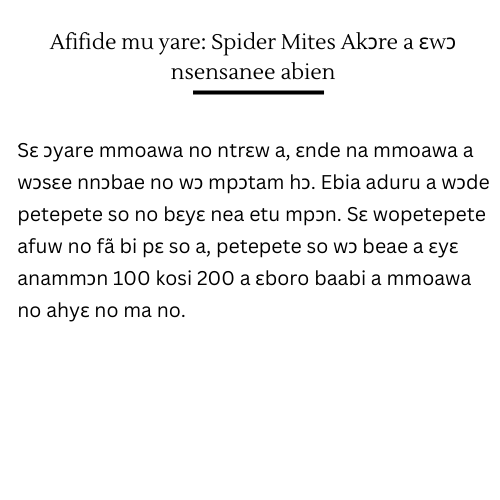 Afifide mu yare: Spider Mites Akɔre a ɛwɔ
nsensanee abien
Sɛ ɔyare mmoawa no ntrɛw a, ɛnde na mmoawa a
wɔsɛe nnɔbae no wɔ mpɔtam hɔ. Ebia aduru a wɔde
petepete so no bɛyɛ nea etu mpɔn. Sɛ wopetepete
afuw no fã bi pɛ so a, petepete so wɔ beae a ɛyɛ
anammɔn 100 kosi 200 a ɛboro baabi a mmoawa
no ahyɛ no ma no.